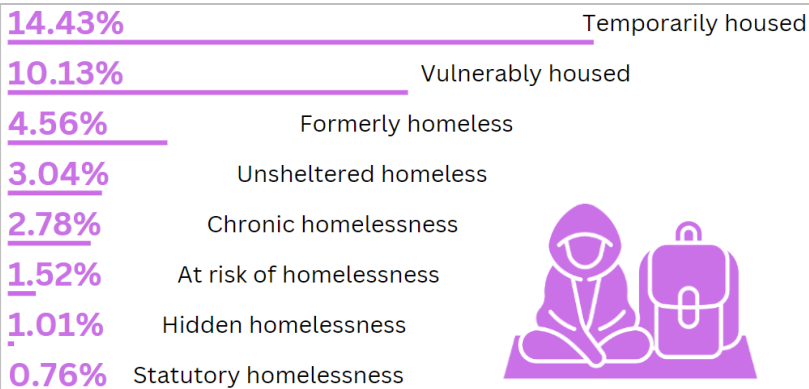 14.43% Temporarily housed
10.13% Vulnerably housed
4.56% Formerly homeless
3.04% Unsheltered homeless
2.78% Chronic homelessness
1.52% At risk of homelessness
1.01% Hidden homelessness
0.76% Statutory homelessness